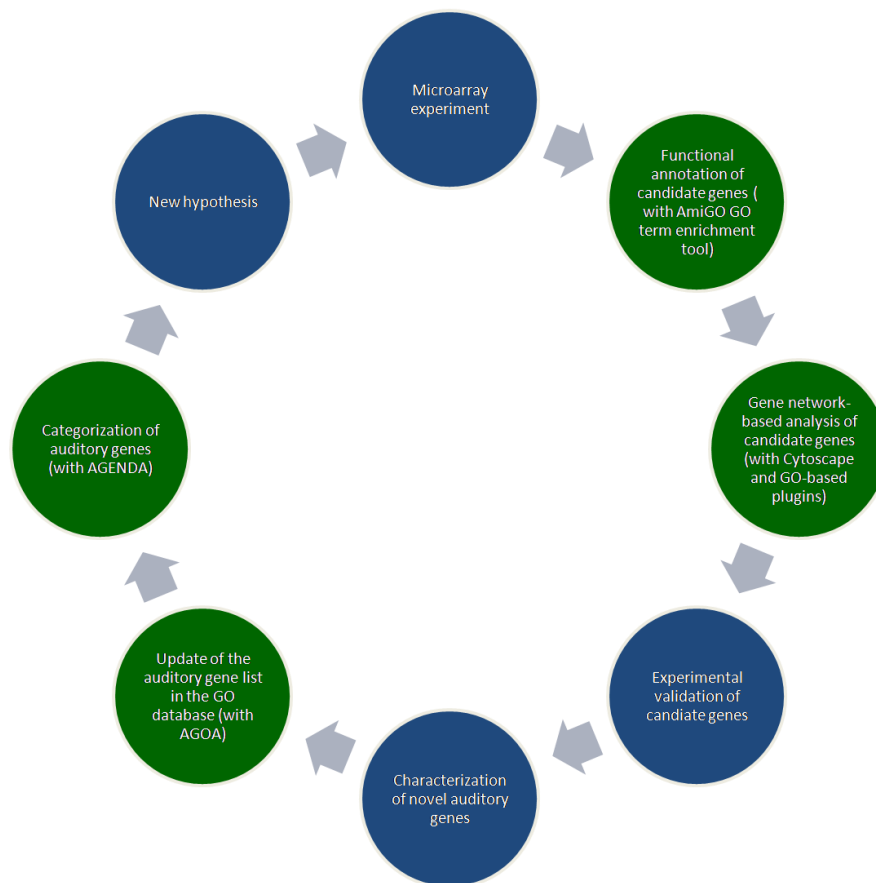 Microarray
experiment
Functional
annotation of
candidate genes (
with AmiGO GO
term enrichment
tool)
Gene network-
based analysis of
candidate genes
(with Cytoscape
and GO-based
plugins)
Experimental
validation of
candiate genes
Characterization
of novel auditory
genes
Update of the
auditory gene list
in the GO
database (with
AGOA)
Categorization of
auditory genes
(with AGENDA)
New hypothesis